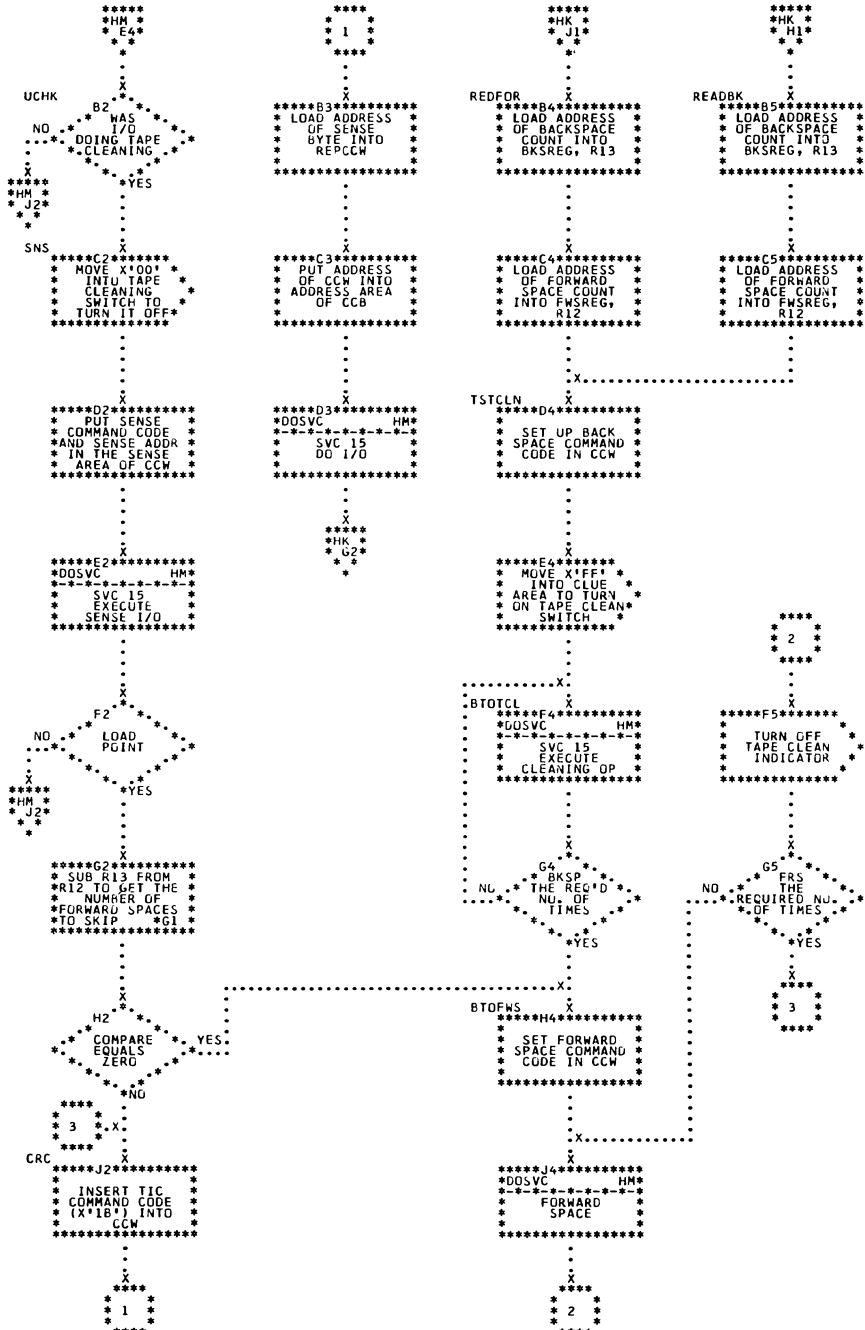 HM
E4
UCHK
B2
WAS
I/O
DOING TAPE
CLEANING
NO
YES
HM
J2
SNS
C2
MOVE X'00'
INTO TAPE
CLEANING
SWITCH TO
TURN IT OFF
D2
PUT SENSE
COMMAND CODE
AND SENSE ADDR
IN THE SENSE
AREA OF CCW
E2
DOSVC HM
SVC 15
EXECUTE
SENSE I/O
F2
LOAD
POINT
NO
YES
HM
J2
G2
SUB R13 FROM
R12 TO GET THE
NUMBER OF
FORWARD SPACES
TO SKIP *G1
H2
COMPARE
EQUALS
ZERO
YES
NO
3
CRC
J2
INSERT TIC
COMMAND CODE
(X'1B') INTO
CCW
1
1
B3
LOAD ADDRESS
OF SENSE
BYTE INTO
REPCCW
C3
PUT ADDRESS
OF CCW INTO
ADDRESS AREA
OF CCB
D3
DOSVC HM
SVC 15
DO I/O
HK
G2
HK
J1
REDFOR
B4
LOAD ADDRESS
OF BACKSPACE
COUNT INTO
BKSREG, R13
C4
LOAD ADDRESS
OF FORWARD
SPACE COUNT
INTO FWSREG,
R12
TSTCLN
D4
SET UP BACK
SPACE COMMAND
CODE IN CCW
E4
MOVE X'FF'
INTO CLUE
AREA TO TURN
ON TAPE CLEAN
SWITCH
BTOTCL
F4
DOSVC HM
SVC 15
EXECUTE
CLEANING OP
G4
BKSP
THE REQ'D
NO. OF
TIMES
NO
YES
BTOFWS
H4
SET FORWARD
SPACE COMMAND
CODE IN CCW
J4
DOSVC HM
FORWARD
SPACE
2
HK
H1
READBK
B5
LOAD ADDRESS
OF BACKSPACE
COUNT INTO
BKSREG, R13
C5
LOAD ADDRESS
OF FORWARD
SPACE COUNT
INTO FWSREG,
R12
2
F5
TURN OFF
TAPE CLEAN
INDICATOR
G5
FRS
THE
REQUIRED NO.
OF TIMES
NO
YES
3